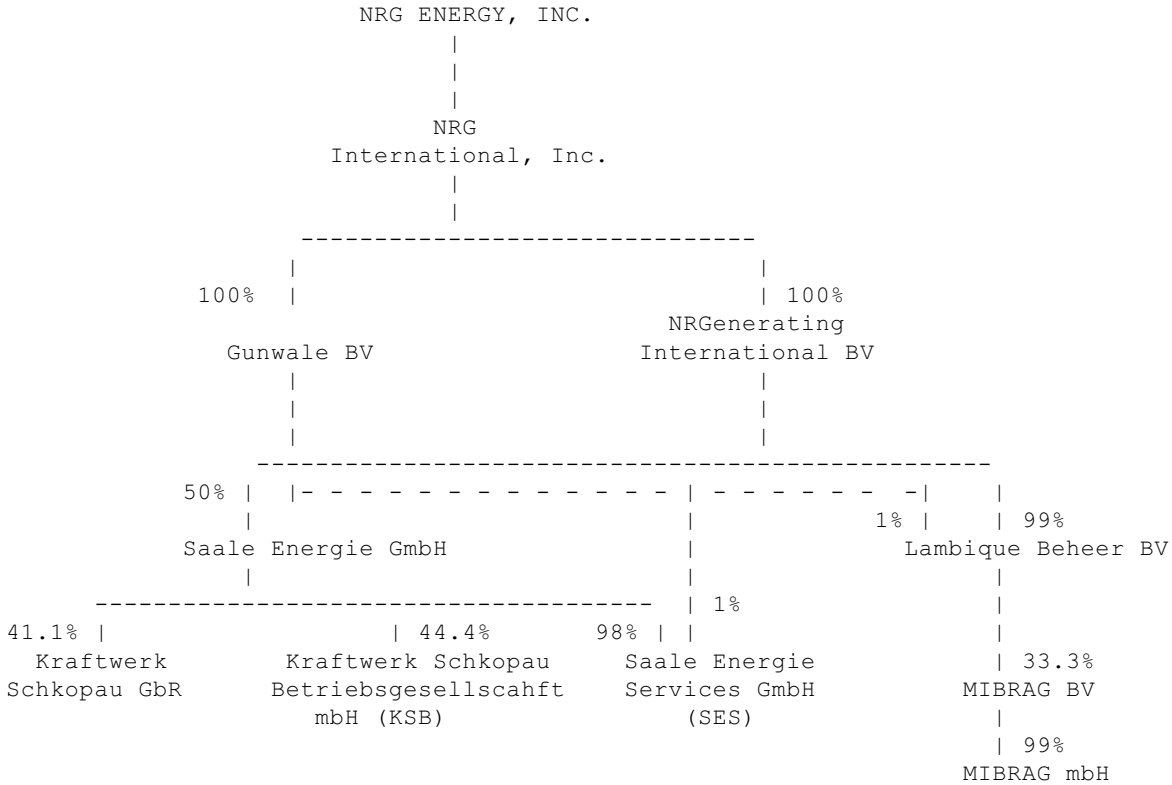 NRG ENERGY, INC.
NRG
International, Inc.
100% 100%
NRGenerating
Gunwale BV International BV
50%
1% 99%
Saale Energie GmbH Lambique Beheer BV
1%
41.1% 44.4% 98%
Kraftwerk Kraftwerk Schkopau Saale Energie 33.3%
Schkopau GbR Betriebsgesellscahft Services GmbH MIBRAG BV
mbH (KSB) (SES)
99%
MIBRAG mbH